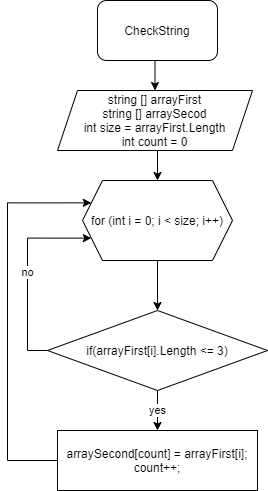 CheckString
string [] arrayFirst
string [] arraySecod
int size = arrayFirst.Length
int count = 0
for (int i = 0; i < size; i++)
no
if(arrayFirst[i].Length <= 3)
yes
arraySecond[count] = arrayFirst[i];
count++;